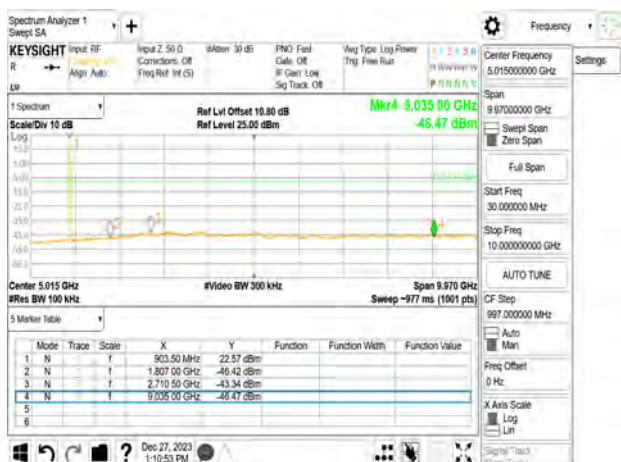 Spectrum Analyzer 1
Swept SA
+
Frequency
KEYSIGHT
Input: RF
Input Z: 50 Ω
#Atten: 30 dB
PNO: Fast
Avg Type: Log-Power
R
Align: Auto
Corrections: Off
Gate: Off
Trig: Free Run
Freq Ref: Int (S)
IF Gain: Low
Sig Track: Off
P N N N N N
Settings
Center Frequency
5.015000000 GHz
Span
9.97000000 GHz
Swept Span
Zero Span
Full Span
Start Freq
30.000000 MHz
Stop Freq
10.000000000 GHz
AUTO TUNE
CF Step
997.000000 MHz
Auto
Man
Freq Offset
0 Hz
X Axis Scale
Log
Lin
Signal Track
1 Spectrum
Scale/Div 10 dB
Ref Lvl Offset 10.80 dB
Ref Level 25.00 dBm
Mkr4 9.035 00 GHz
-46.47 dBm
Log
Center 5.015 GHz
#Video BW 300 kHz
Span 9.970 GHz
#Res BW 100 kHz
Sweep ~977 ms (1001 pts)
5 Marker Table
Mode Trace Scale X Y Function Function Width Function Value
1 N f 903.50 MHz 22.57 dBm
2 N f 1.807 00 GHz -46.42 dBm
3 N f 2.710 50 GHz -43.34 dBm
4 N f 9.035 00 GHz -46.47 dBm
5
6
?
Dec 27, 2023
1:10:53 PM